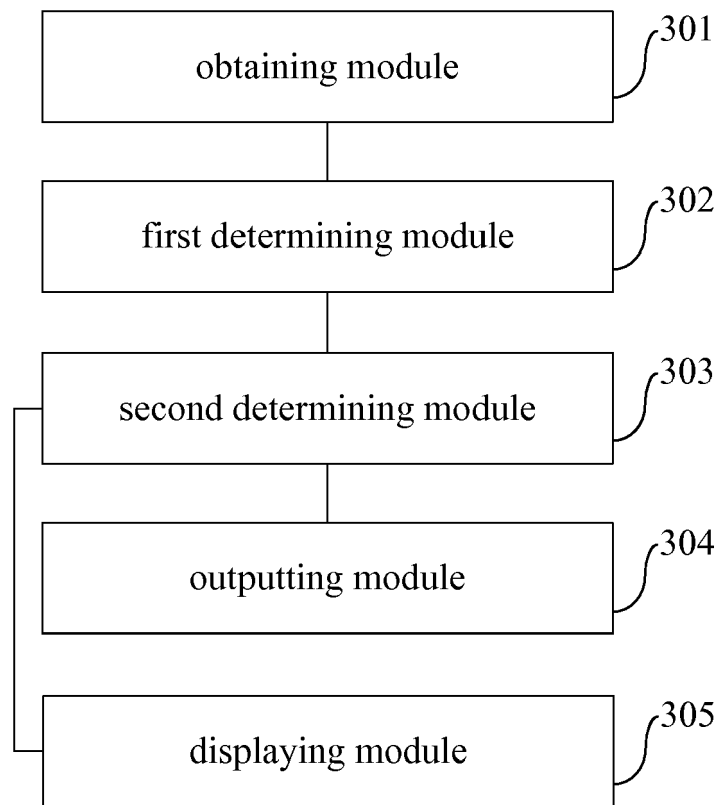 301
obtaining module
302
first determining module
303
second determining module
304
outputting module
305
displaying module